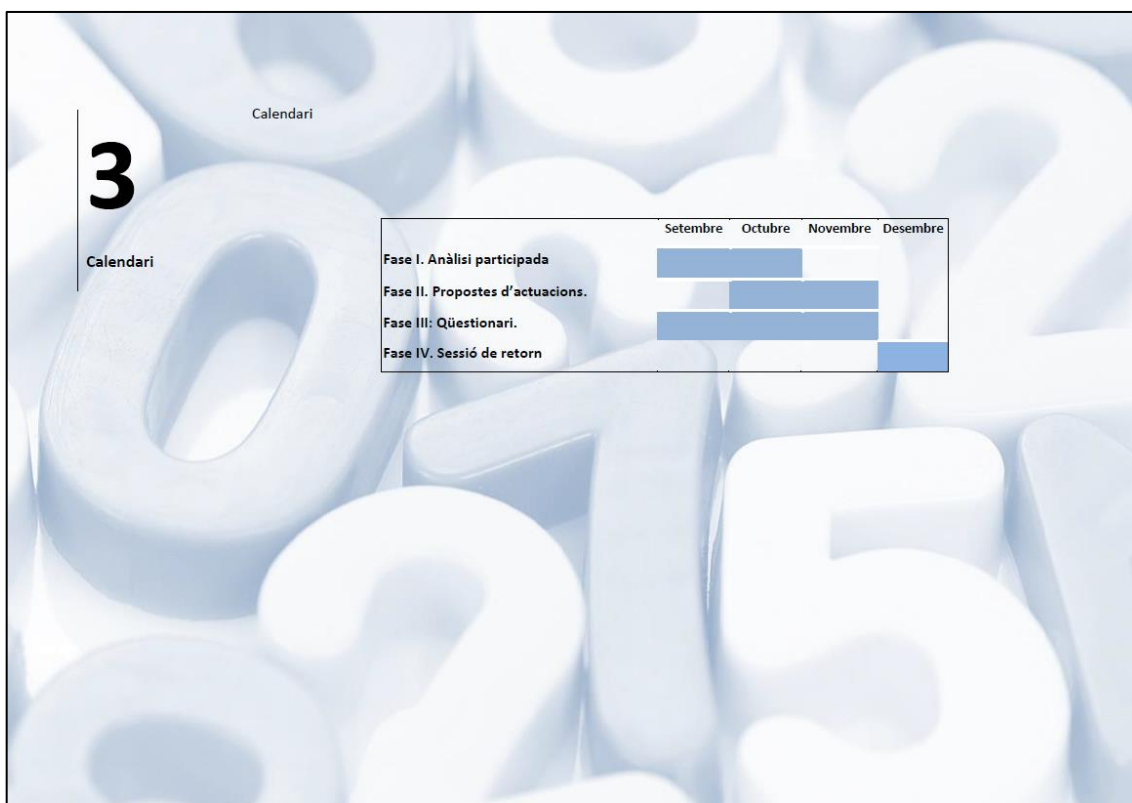 Calendari
3
Calendari
Setembre Octubre Novembre Desembre
Fase I. Anàlisi participada
Fase II. Propostes d'actuacions.
Fase III: Qüestionari.
Fase IV. Sessió de retorn